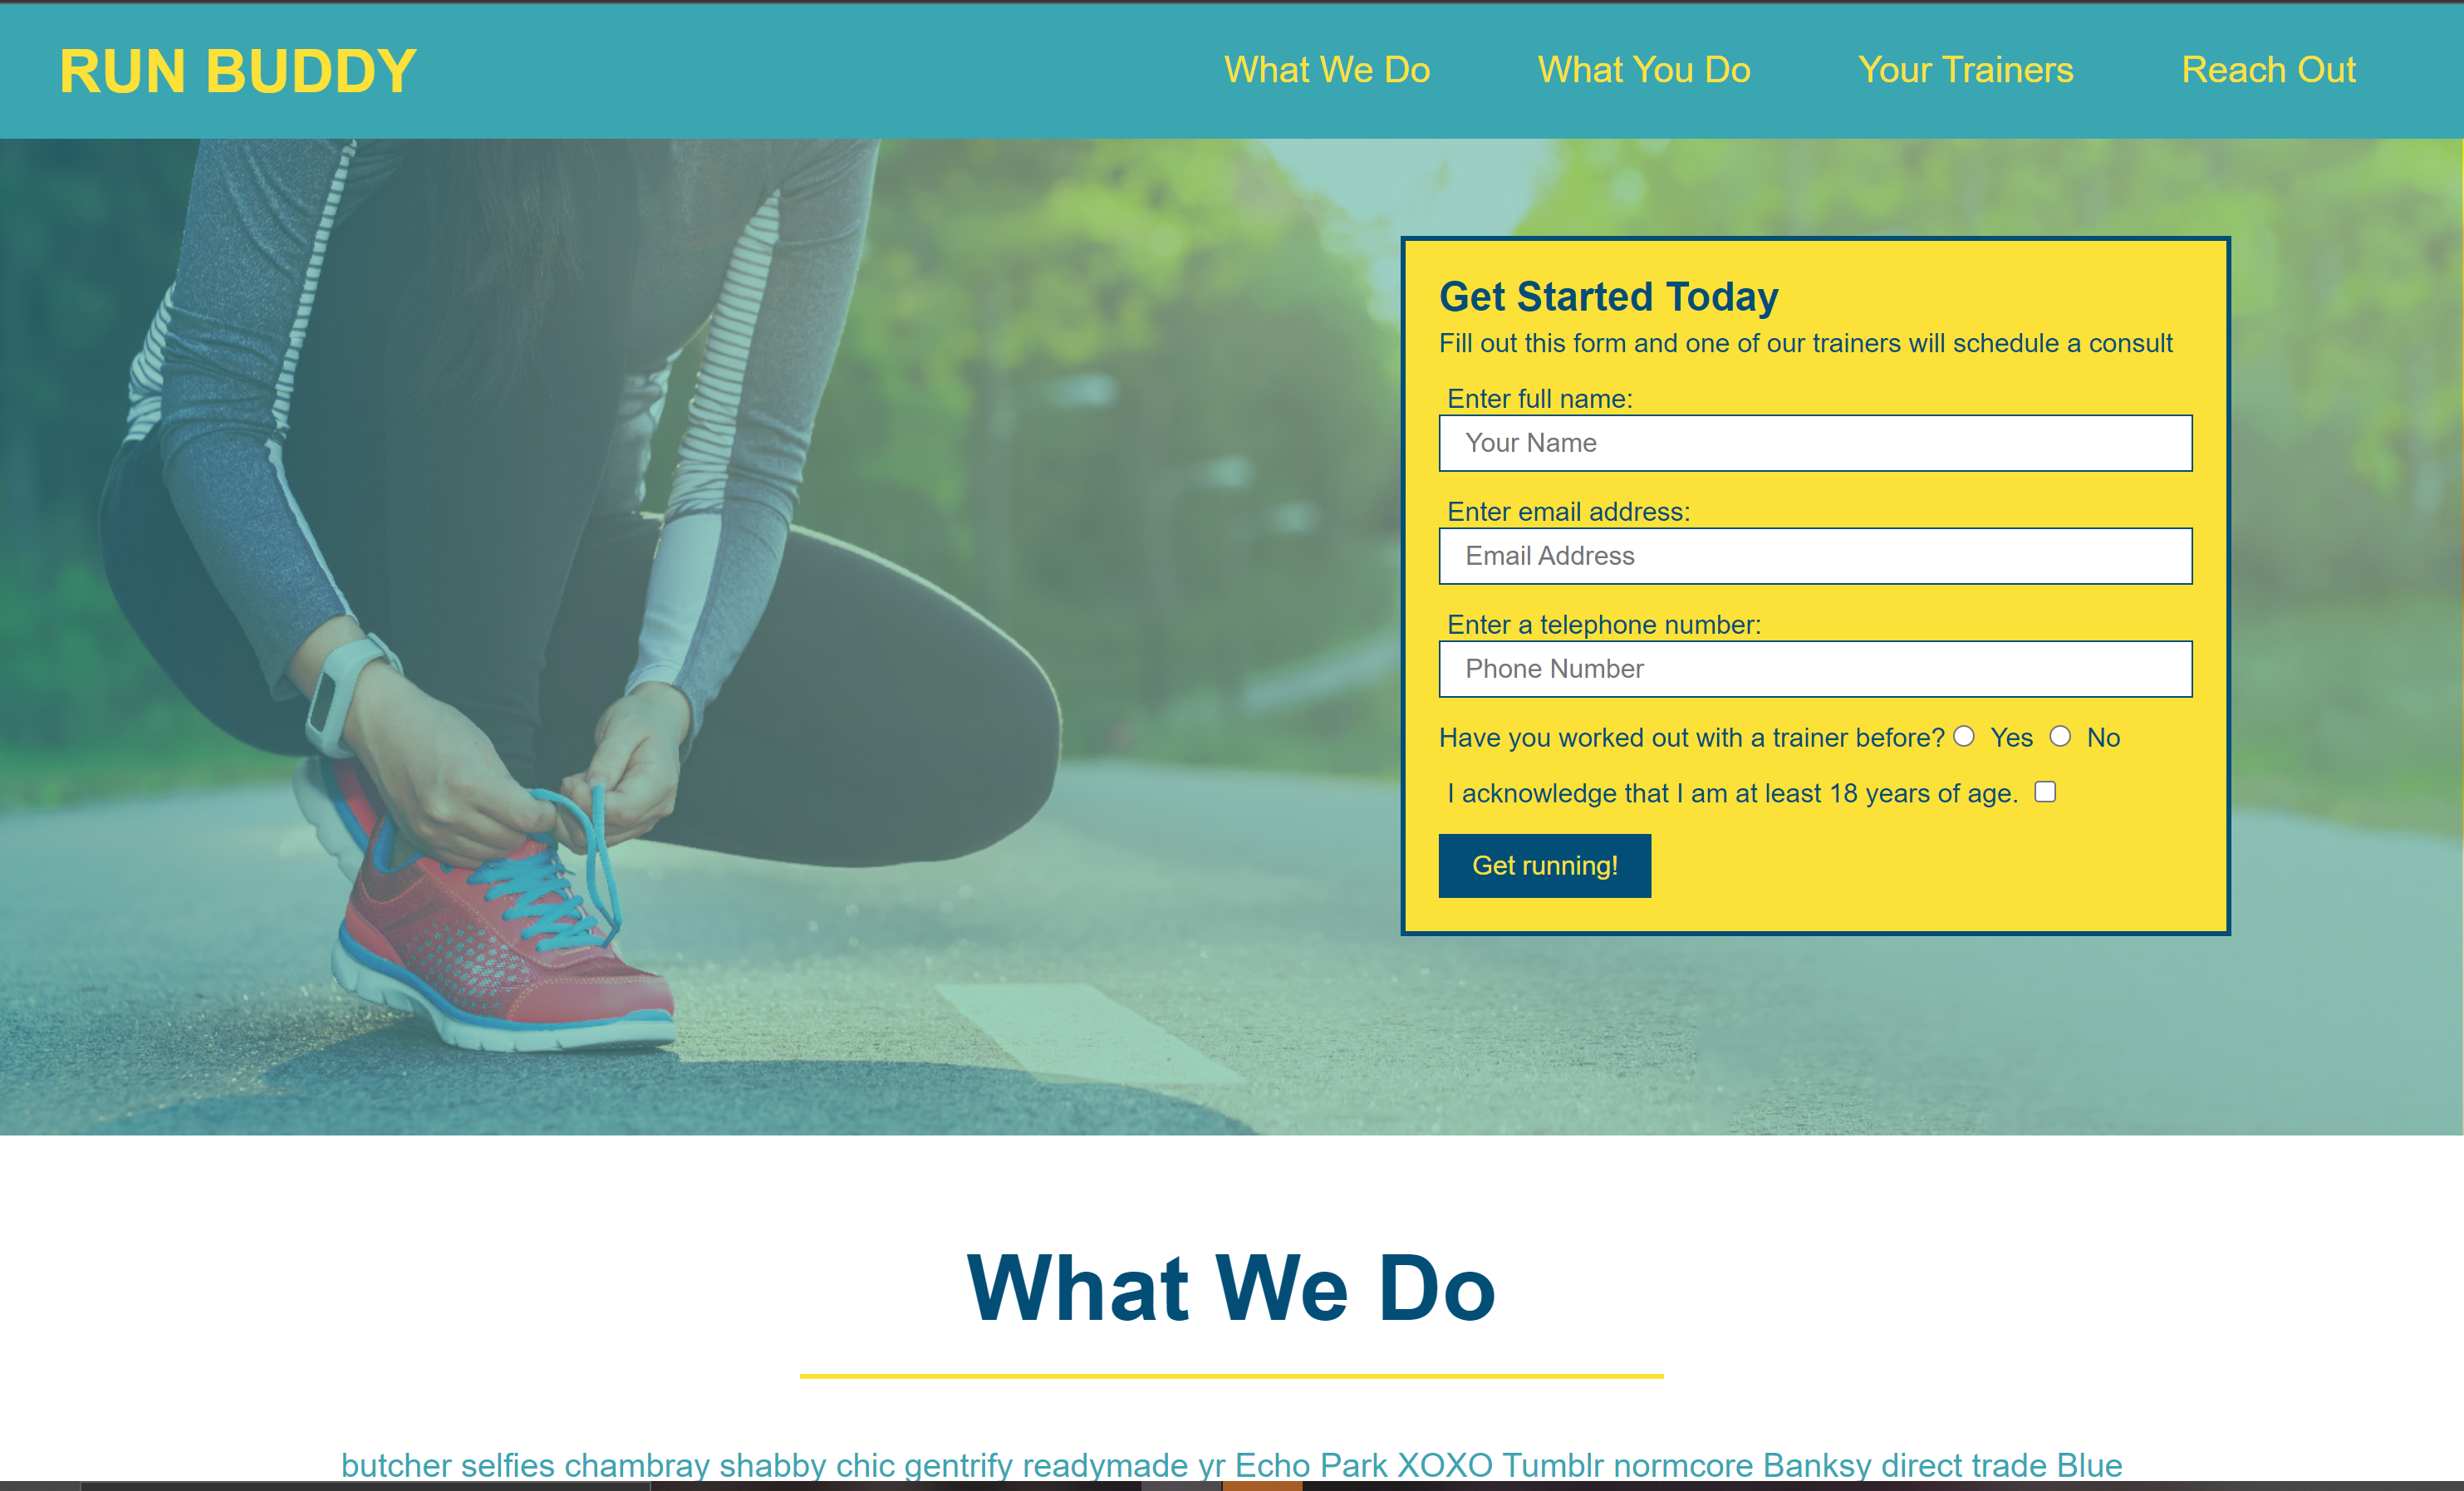 RUN BUDDY
What We Do
What You Do
Your Trainers
Reach Out
Get Started Today
Fill out this form and one of our trainers will schedule a consult
Enter full name:
Your Name
Enter email address:
Email Address
Enter a telephone number:
Phone Number
Have you worked out with a trainer before? Yes No
I acknowledge that I am at least 18 years of age.
Get running!
What We Do
butcher selfies chambray shabby chic gentrify readymade yr Echo Park XOXO Tumblr normcore Banksy direct trade Blue